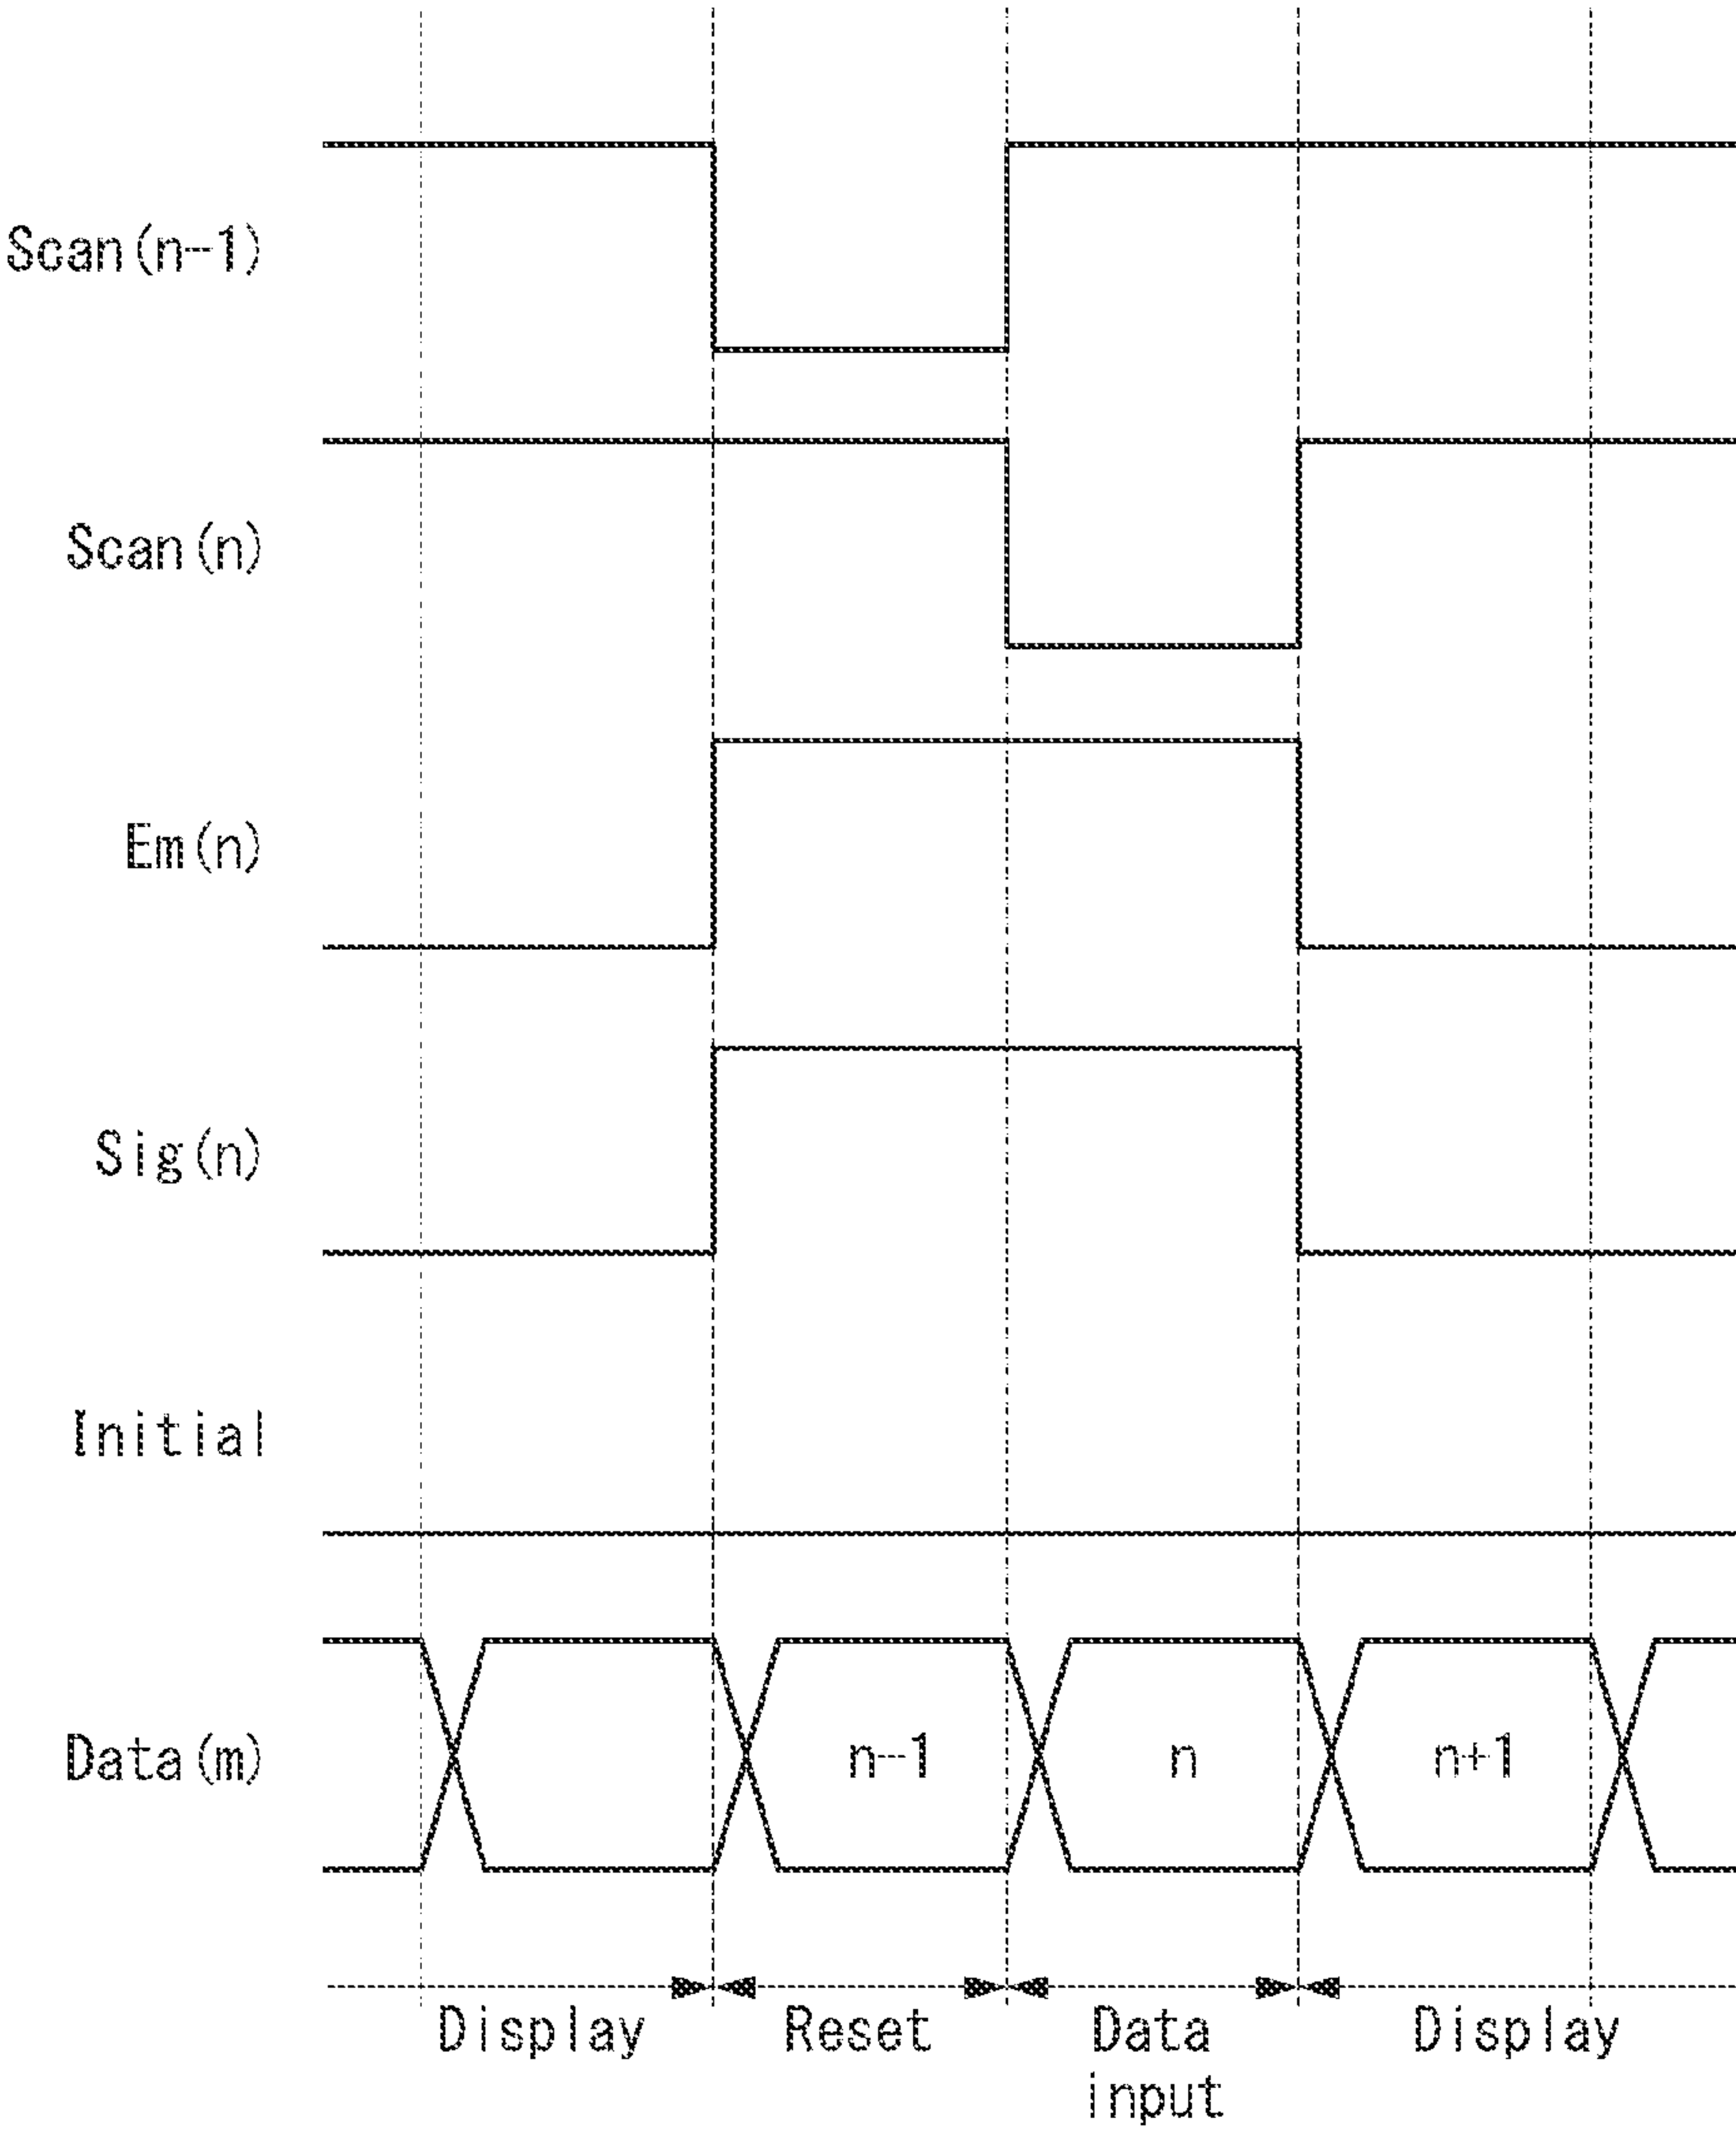 Scan(n-1)
Scan(n)
Em(n)
Sig(n)
Initial
Data(m)
n-1
n
n+1
Display
Reset
Data
input
Display